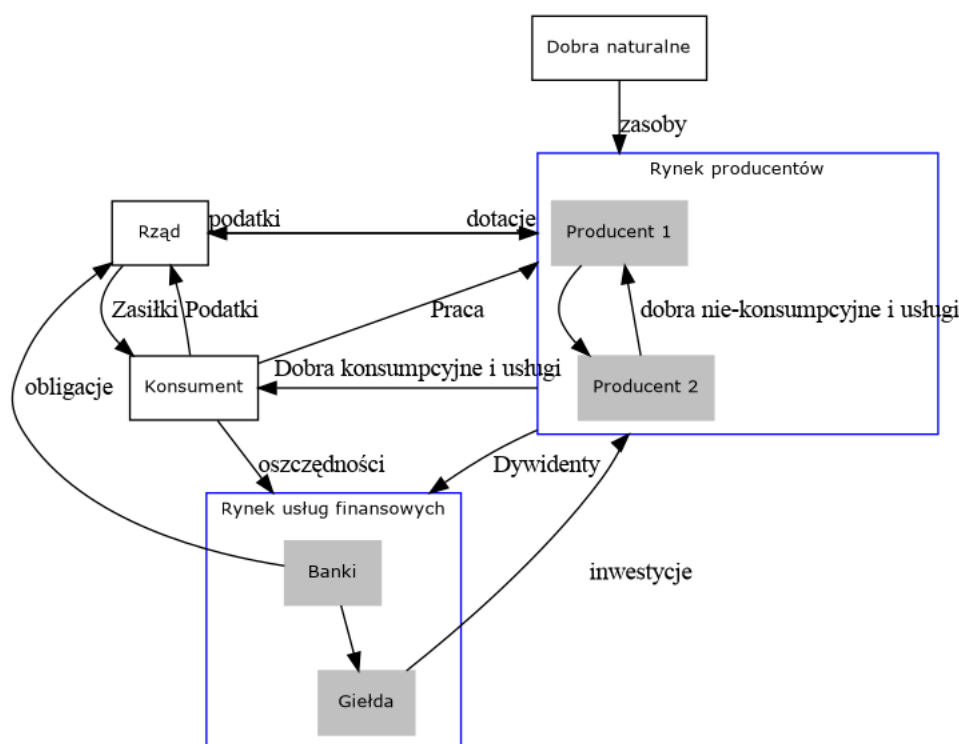 Dobra naturalne
zasoby
Rynek producentów
podatki
dotacje
Rząd
Producent 1
Zasiłki
Podatki
Praca
dobra nie-konsumpcyjne i usługi
obligacje
Konsument
Dobra konsumpcyjne i usługi
Producent 2
oszczędności
Dywidenty
Rynek usług finansowych
Banki
inwestycje
Giełda